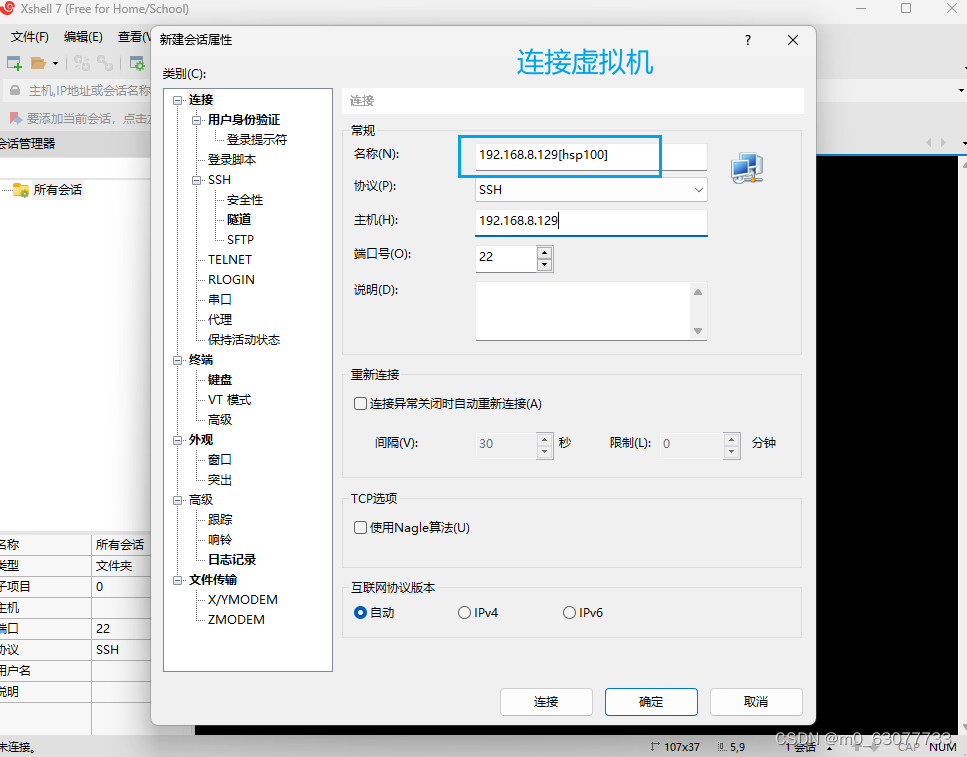 Xshell 7 (Free for Home/School)
文件(F) 编辑(E) 查看(V
新建会话属性 ?
连接虚拟机
类别(C):
主机,IP地址或会话名称
要添加当前会话，点击左
会话管理器
所有会话
连接
用户身份验证
登录提示符
登录脚本
SSH
安全性
隧道
SFTP
TELNET
RLOGIN
串口
代理
保持活动状态
终端
键盘
VT 模式
高级
外观
窗口
突出
高级
跟踪
响铃
日志记录
文件传输
X/YMODEM
ZMODEM
连接
常规
名称(N): 192.168.8.129[hsp100]
协议(P): SSH
主机(H): 192.168.8.129
端口号(O): 22
说明(D):
重新连接
连接异常关闭时自动重新连接(A)
间隔(V): 30 秒 限制(L): 0 分钟
TCP选项
使用Nagle算法(U)
互联网协议版本
自动 IPv4 IPv6
连接 确定 取消
名称 所有会话
类型 文件夹
子项目 0
主机
端口 22
协议 SSH
用户名
说明
未连接。 107x37 5,9 1 会话 CAP NUM
CSDN @m0_63077733